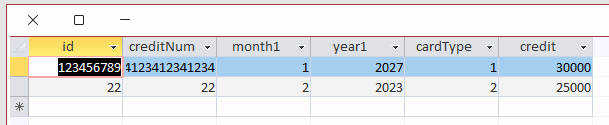 id creditNum month1 year1 cardType credit
123456789 4123412341234 1 2027 1 30000
22 22 2 2023 2 25000